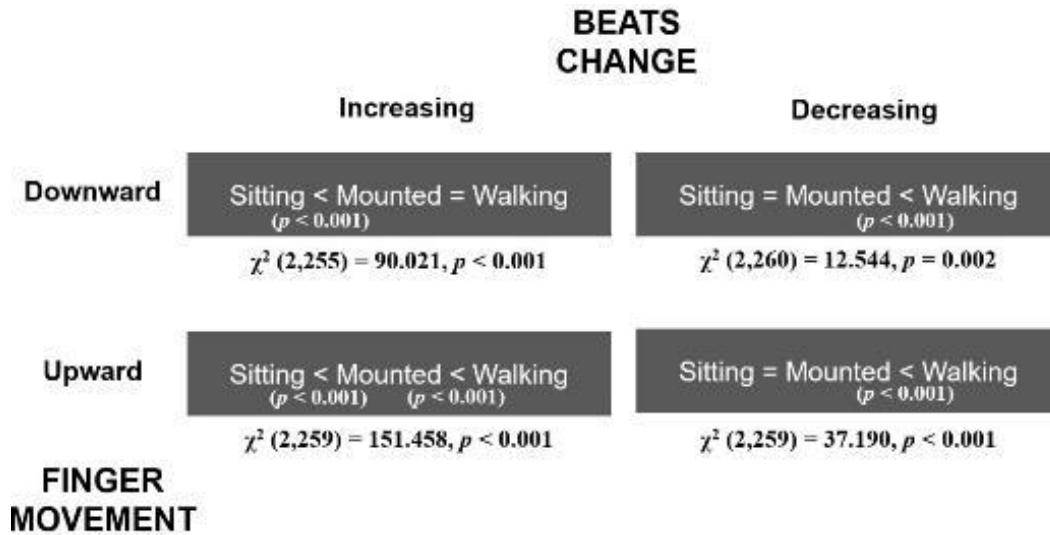 BEATS
CHANGE
Increasing
Decreasing
Downward
Sitting < Mounted = Walking
(p < 0.001)
χ² (2,255) = 90.021, p < 0.001
Sitting = Mounted < Walking
(p < 0.001)
χ² (2,260) = 12.544, p = 0.002
Upward
Sitting < Mounted < Walking
(p < 0.001) (p < 0.001)
χ² (2,259) = 151.458, p < 0.001
Sitting = Mounted < Walking
(p < 0.001)
χ² (2,259) = 37.190, p < 0.001
FINGER
MOVEMENT